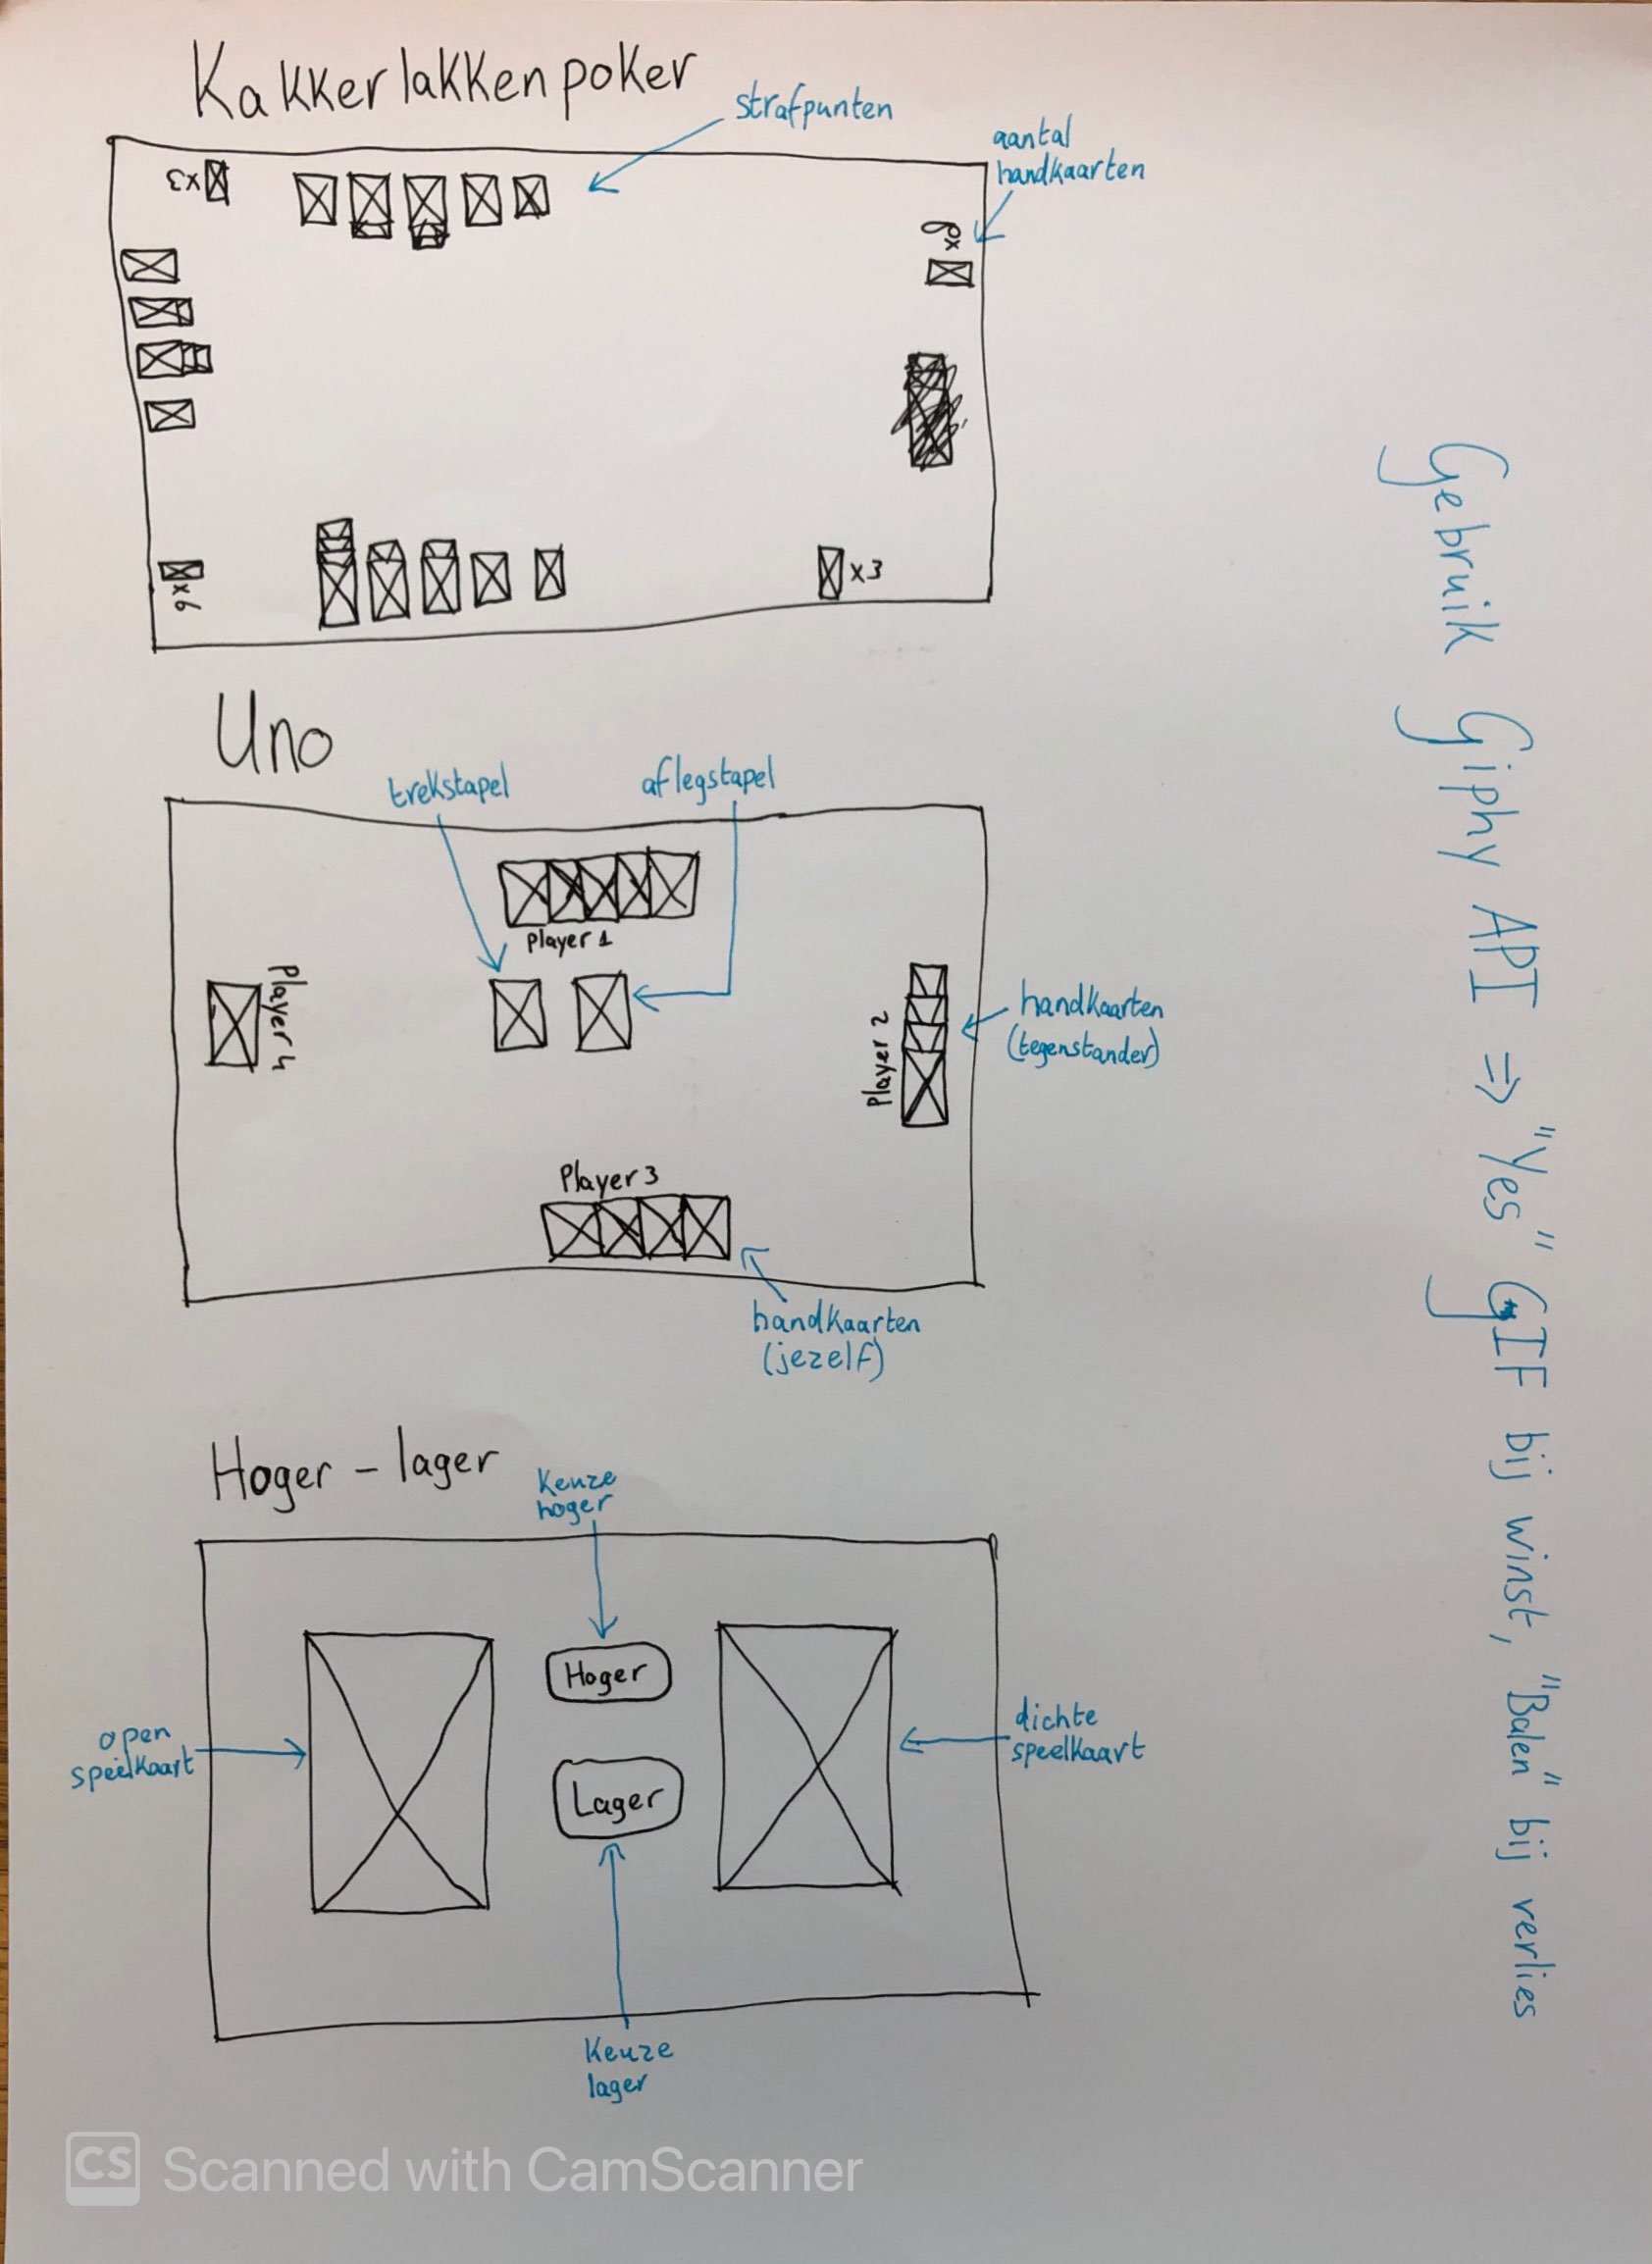 Kakkerlakkenpoker
strafpunten
aantal
handkaarten
x3
x6
x6
x3
Uno
trekstapel
aflegstapel
Player 1
Player 4
Player 2
handkaarten
(tegenstander)
Player 3
handkaarten
(jezelf)
Hoger - lager
Keuze
hoger
Hoger
open
speelkaart
dichte
speelkaart
Lager
Keuze
lager
Gebruik Giphy API => "Yes" GIF bij winst, "Balen" bij verlies
CS Scanned with CamScanner